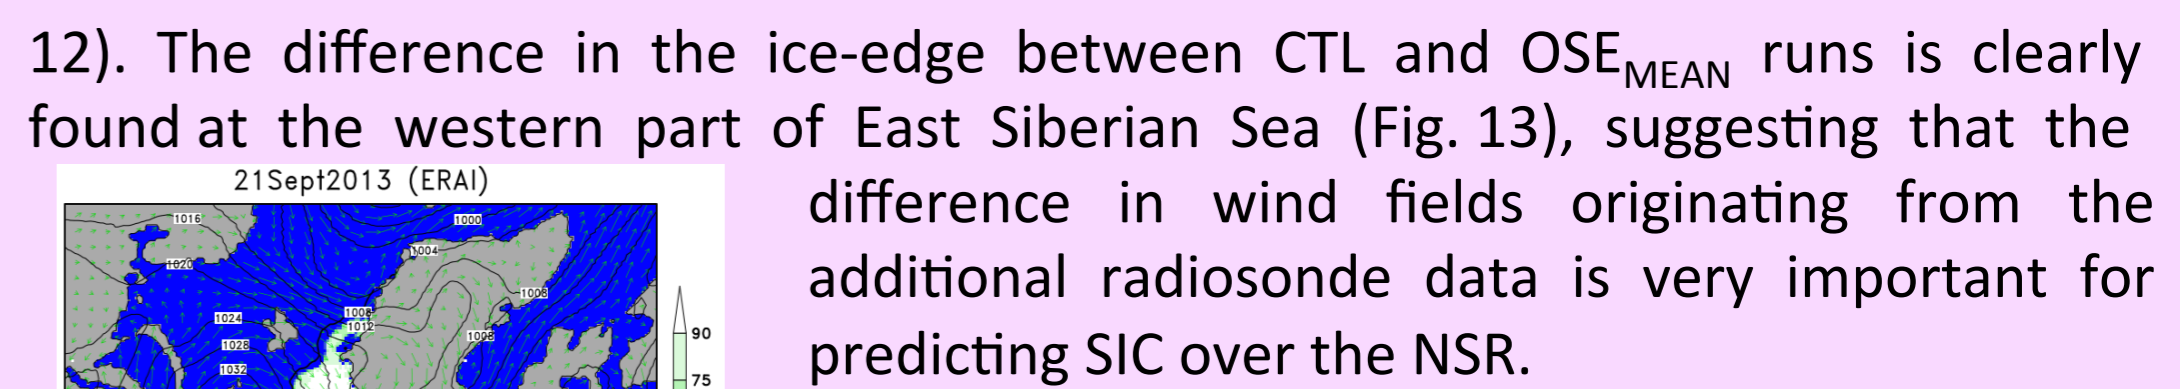 12). The difference in the ice-edge between CTL and OSEMEAN runs is clearly
found at the western part of East Siberian Sea (Fig. 13), suggesting that the
difference in wind fields originating from the
additional radiosonde data is very important for
predicting SIC over the NSR.
21Sept2013 (ERAI)
1016
1000
1004
1020
1008
1008
1024
1012
1008
1028
1032
90
75